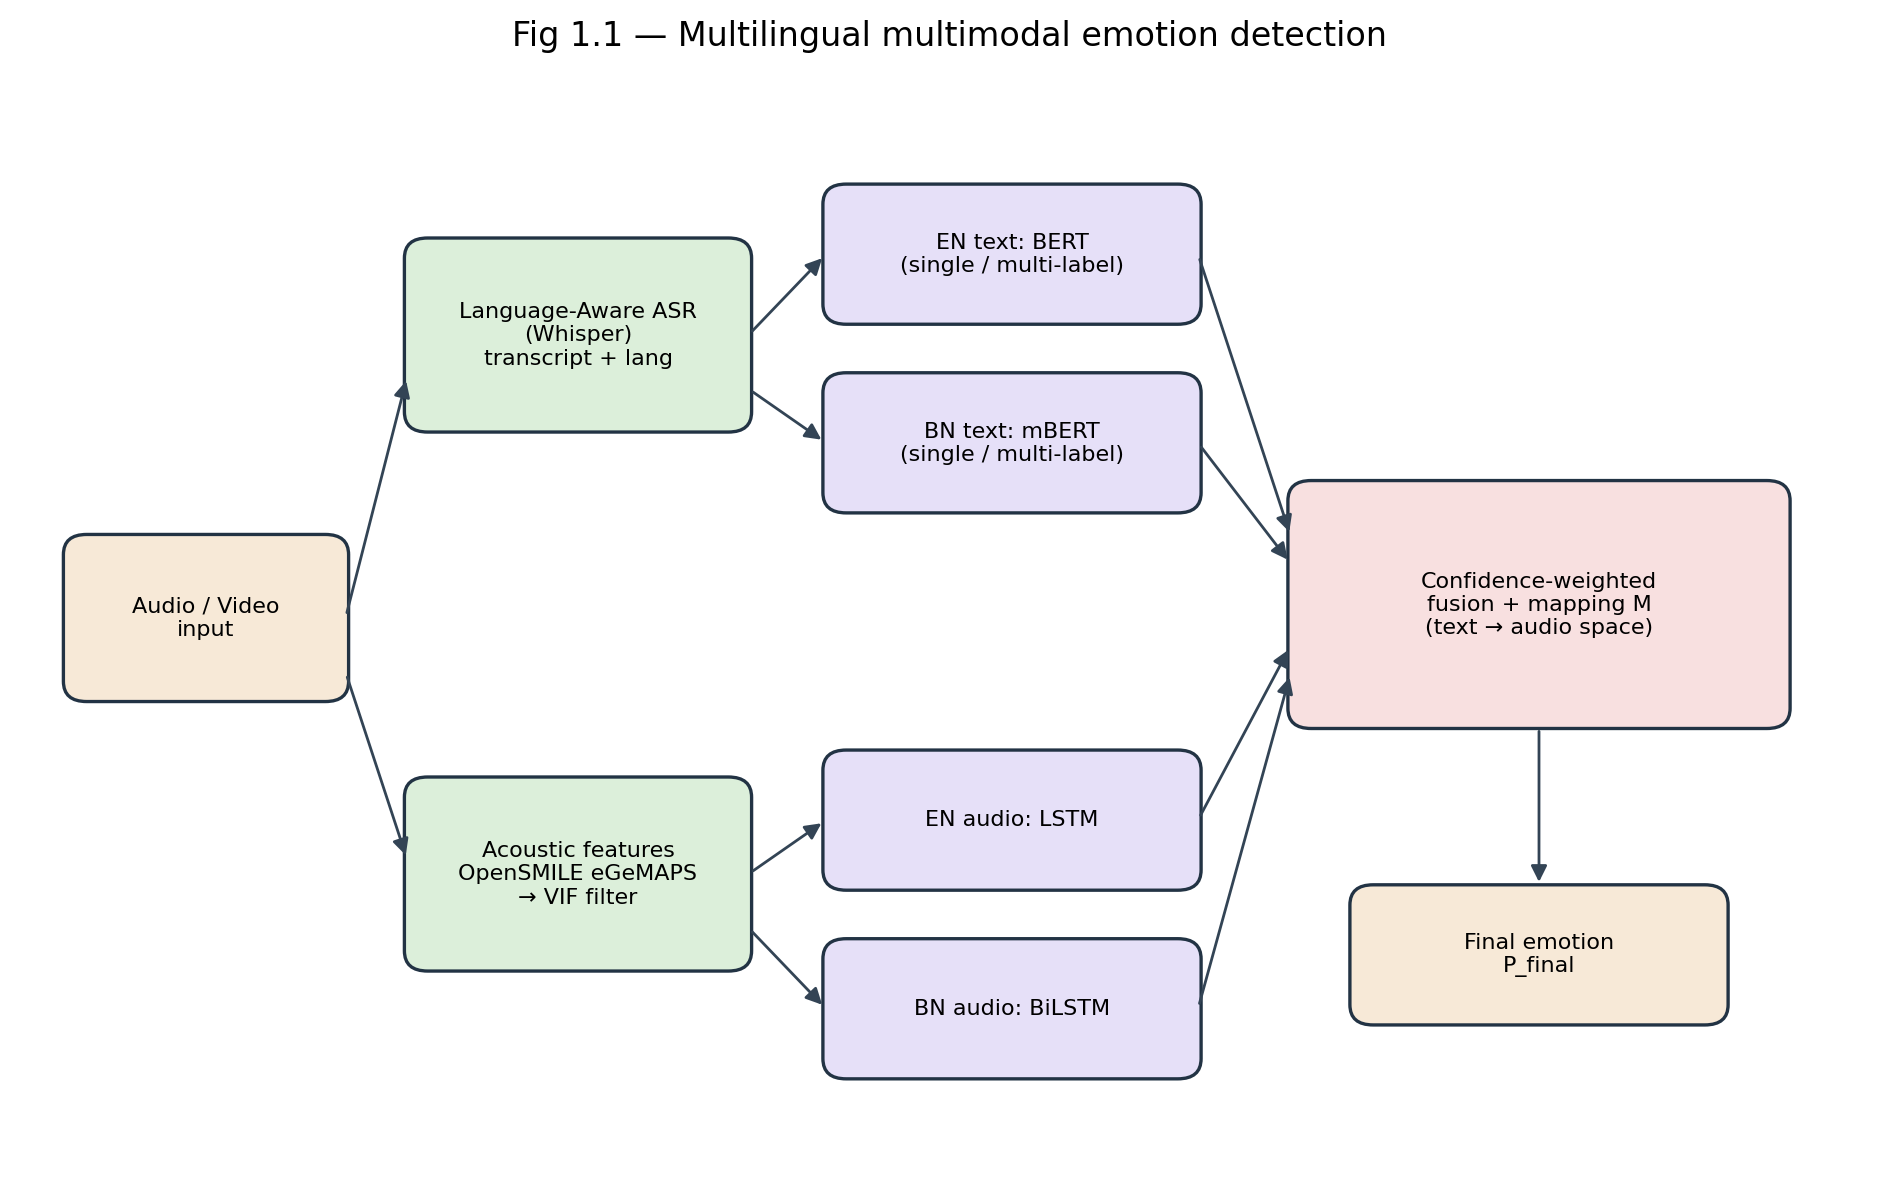 Fig 1.1 — Multilingual multimodal emotion detection
Audio / Video
input
Language-Aware ASR
(Whisper)
transcript + lang
Acoustic features
OpenSMILE eGeMAPS
→ VIF filter
EN text: BERT
(single / multi-label)
BN text: mBERT
(single / multi-label)
EN audio: LSTM
BN audio: BiLSTM
Confidence-weighted
fusion + mapping M
(text → audio space)
Final emotion
P_final